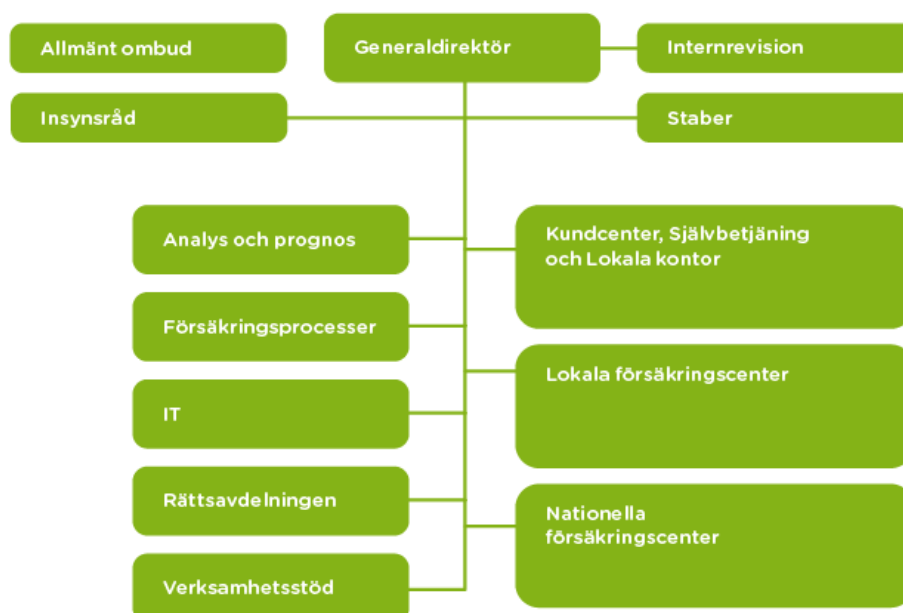 Allmänt ombud
Generaldirektör
Internrevision
Insynsråd
Staber
Analys och prognos
Försäkringsprocesser
IT
Rättsavdelningen
Verksamhetsstöd
Kundcenter, Självbetjäning
och Lokala kontor
Lokala försäkringscenter
Nationella
försäkringscenter